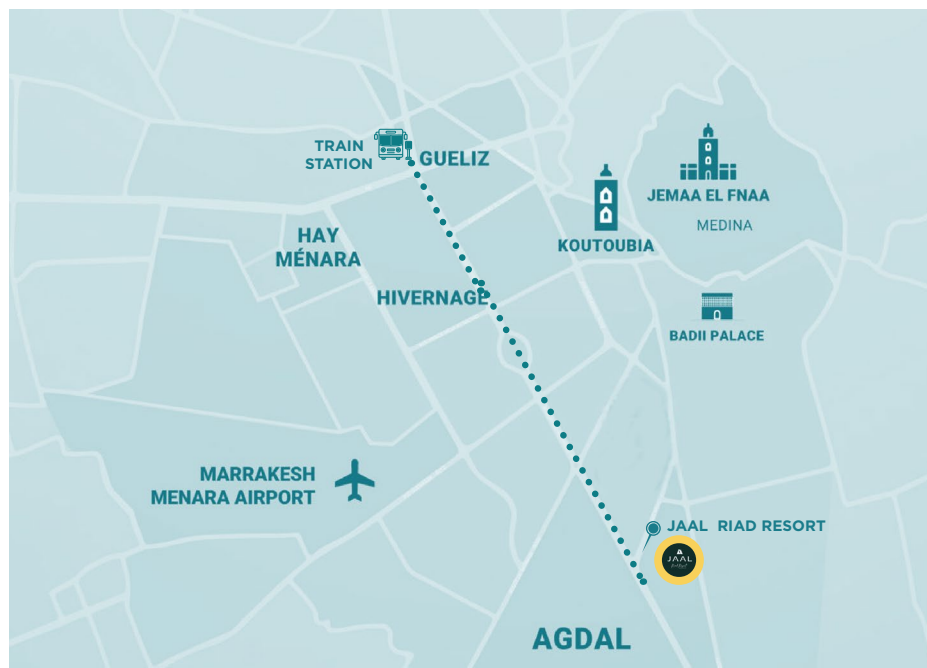 TRAIN
STATION
GUELIZ
JEMAA EL FNAA
MEDINA
KOUTOUBIA
HAY
MÉNARA
HIVERNAGE
BADII PALACE
MARRAKESH
MENARA AIRPORT
JAAL RIAD RESORT
JAAL
AGDAL